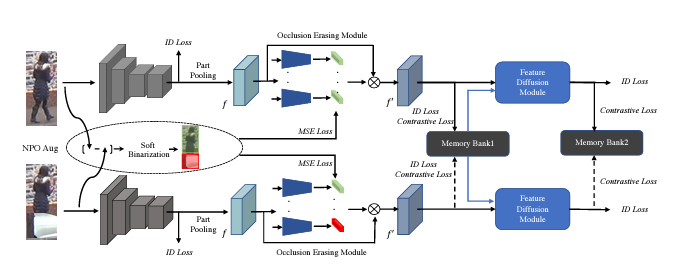 Occlusion Erasing Module
ID Loss
Part
Pooling
f
f'
Feature
Diffusion
Module
ID Loss
ID Loss
Contrastive Loss
Contrastive Loss
MSE Loss
NPO Aug
[ - ]
Soft
Binarization
Memory Bank1
Memory Bank2
MSE Loss
ID Loss
Contrastive Loss
Contrastive Loss
Part
Pooling
f
f'
Feature
Diffusion
Module
ID Loss
ID Loss
Occlusion Erasing Module